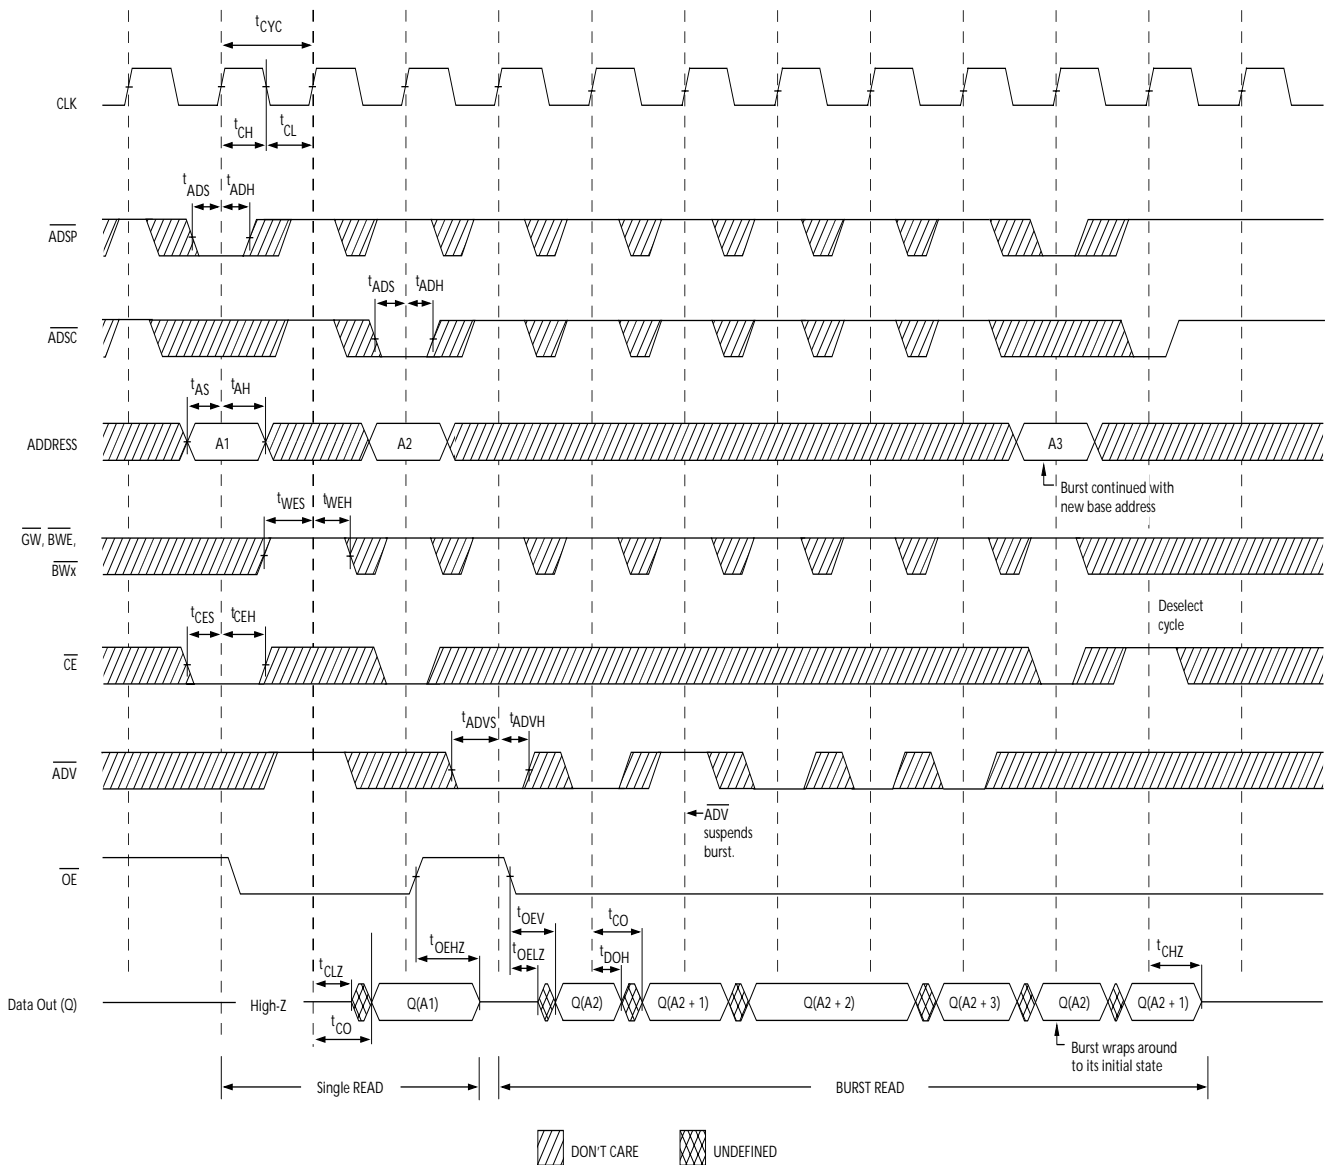 tCYC
CLK
tCH
tCL
tADS
tADH
ADSP
tADS
tADH
ADSC
tAS
tAH
ADDRESS
A1
A2
A3
Burst continued with
new base address
tWES
tWEH
GW, BWE,
BWx
tCES
tCEH
Deselect
cycle
CE
tADVS
tADVH
ADV
ADV
suspends
burst.
OE
tOEV
tCO
tOEHZ
tOELZ
tDOH
tCHZ
tCLZ
Data Out (Q)
High-Z
Q(A1)
Q(A2)
Q(A2 + 1)
Q(A2 + 2)
Q(A2 + 3)
Q(A2)
Q(A2 + 1)
tCO
Burst wraps around
to its initial state
Single READ
BURST READ
DON'T CARE
UNDEFINED